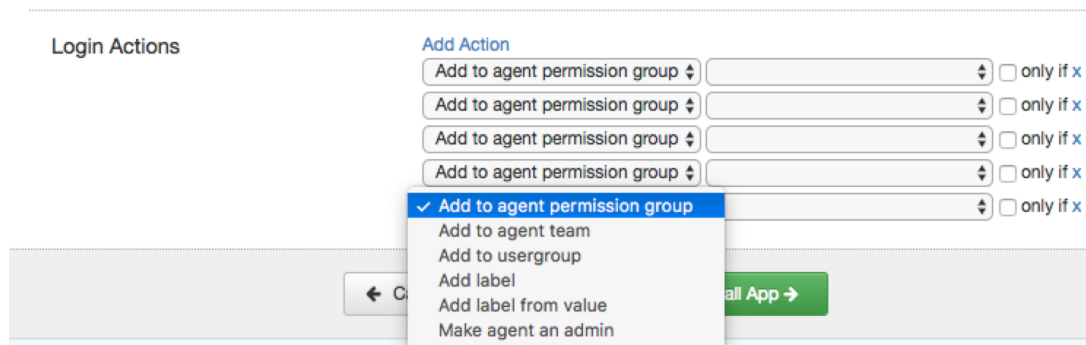 Login Actions
Add Action
Add to agent permission group only if x
Add to agent permission group only if x
Add to agent permission group only if x
Add to agent permission group only if x
✓ Add to agent permission group only if x
Add to agent team
Add to usergroup
Add label
← C all App →
Add label from value
Make agent an admin